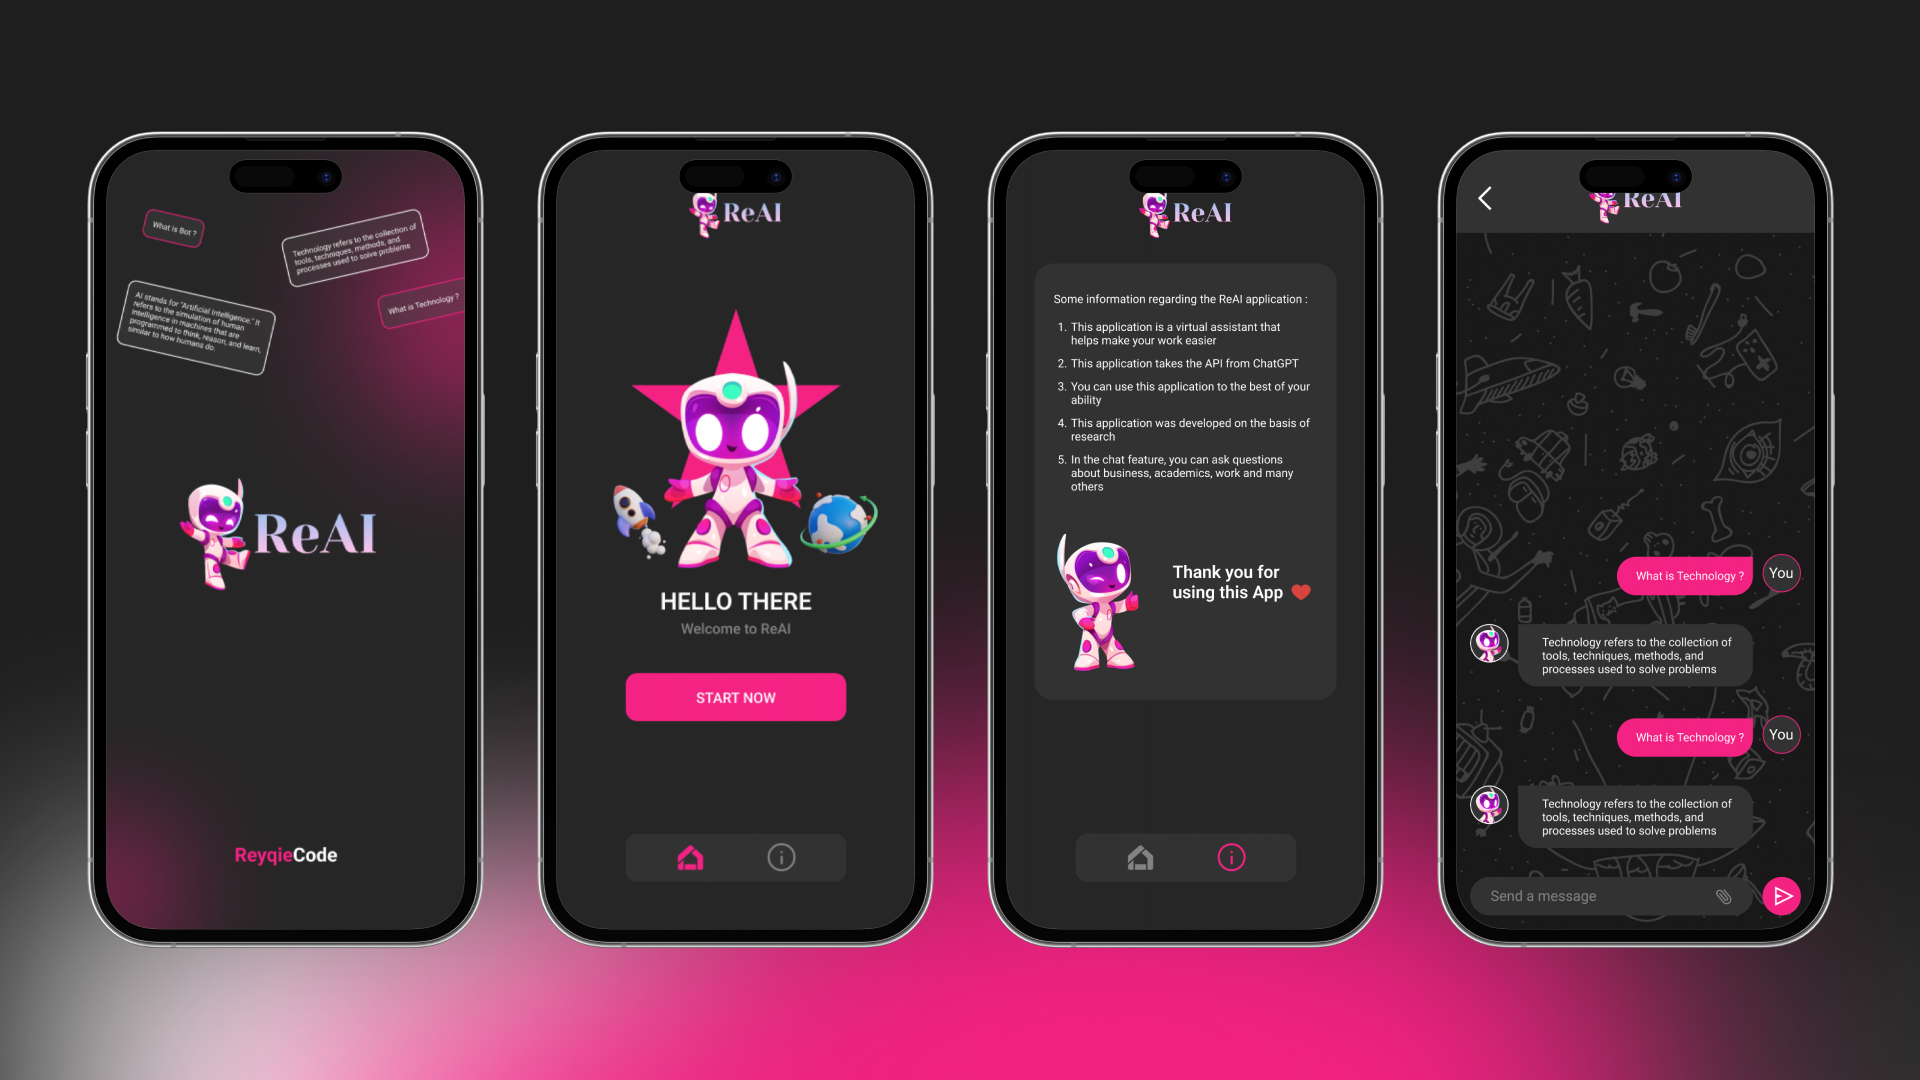 What is Bot ?
Technology refers to the collection of
tools, techniques, methods, and
processes used to solve problems
AI stands for "Artificial Intelligence." It
refers to the simulation of human
intelligence in machines that are
programmed to think, reason, and learn,
similar to how humans do.
What is Technology ?
ReAI
ReyqieCode
ReAI
HELLO THERE
Welcome to ReAI
START NOW
ReAI
Some information regarding the ReAI application :
1. This application is a virtual assistant that
helps make your work easier
2. This application takes the API from ChatGPT
3. You can use this application to the best of your
ability
4. This application was developed on the basis of
research
5. In the chat feature, you can ask questions
about business, academics, work and many
others
Thank you for
using this App
ReAI
What is Technology ?
You
Technology refers to the collection of
tools, techniques, methods, and
processes used to solve problems
What is Technology ?
You
Technology refers to the collection of
tools, techniques, methods, and
processes used to solve problems
Send a message